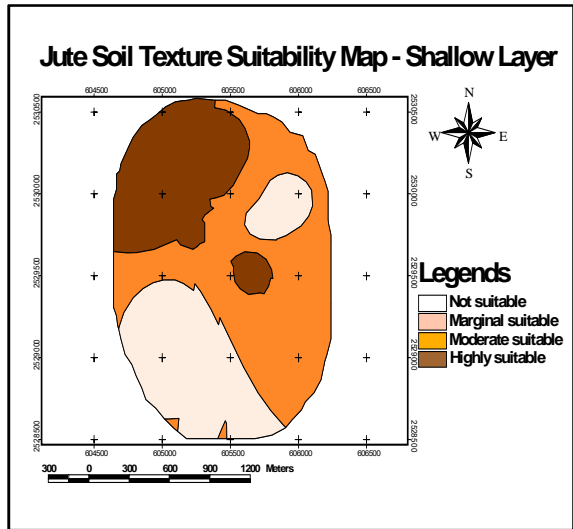 Jute Soil Texture Suitability Map - Shallow Layer
604500 605000 605500 606000 606500
2530500 2530500
N
W E
S
2530000 2530000
2529500 2529500
Legends
Not suitable
Marginal suitable
Moderate suitable
Highly suitable
2529000 2529000
2528500 2528500
604500 605000 605500 606000 606500
300 0 300 600 900 1200 Meters